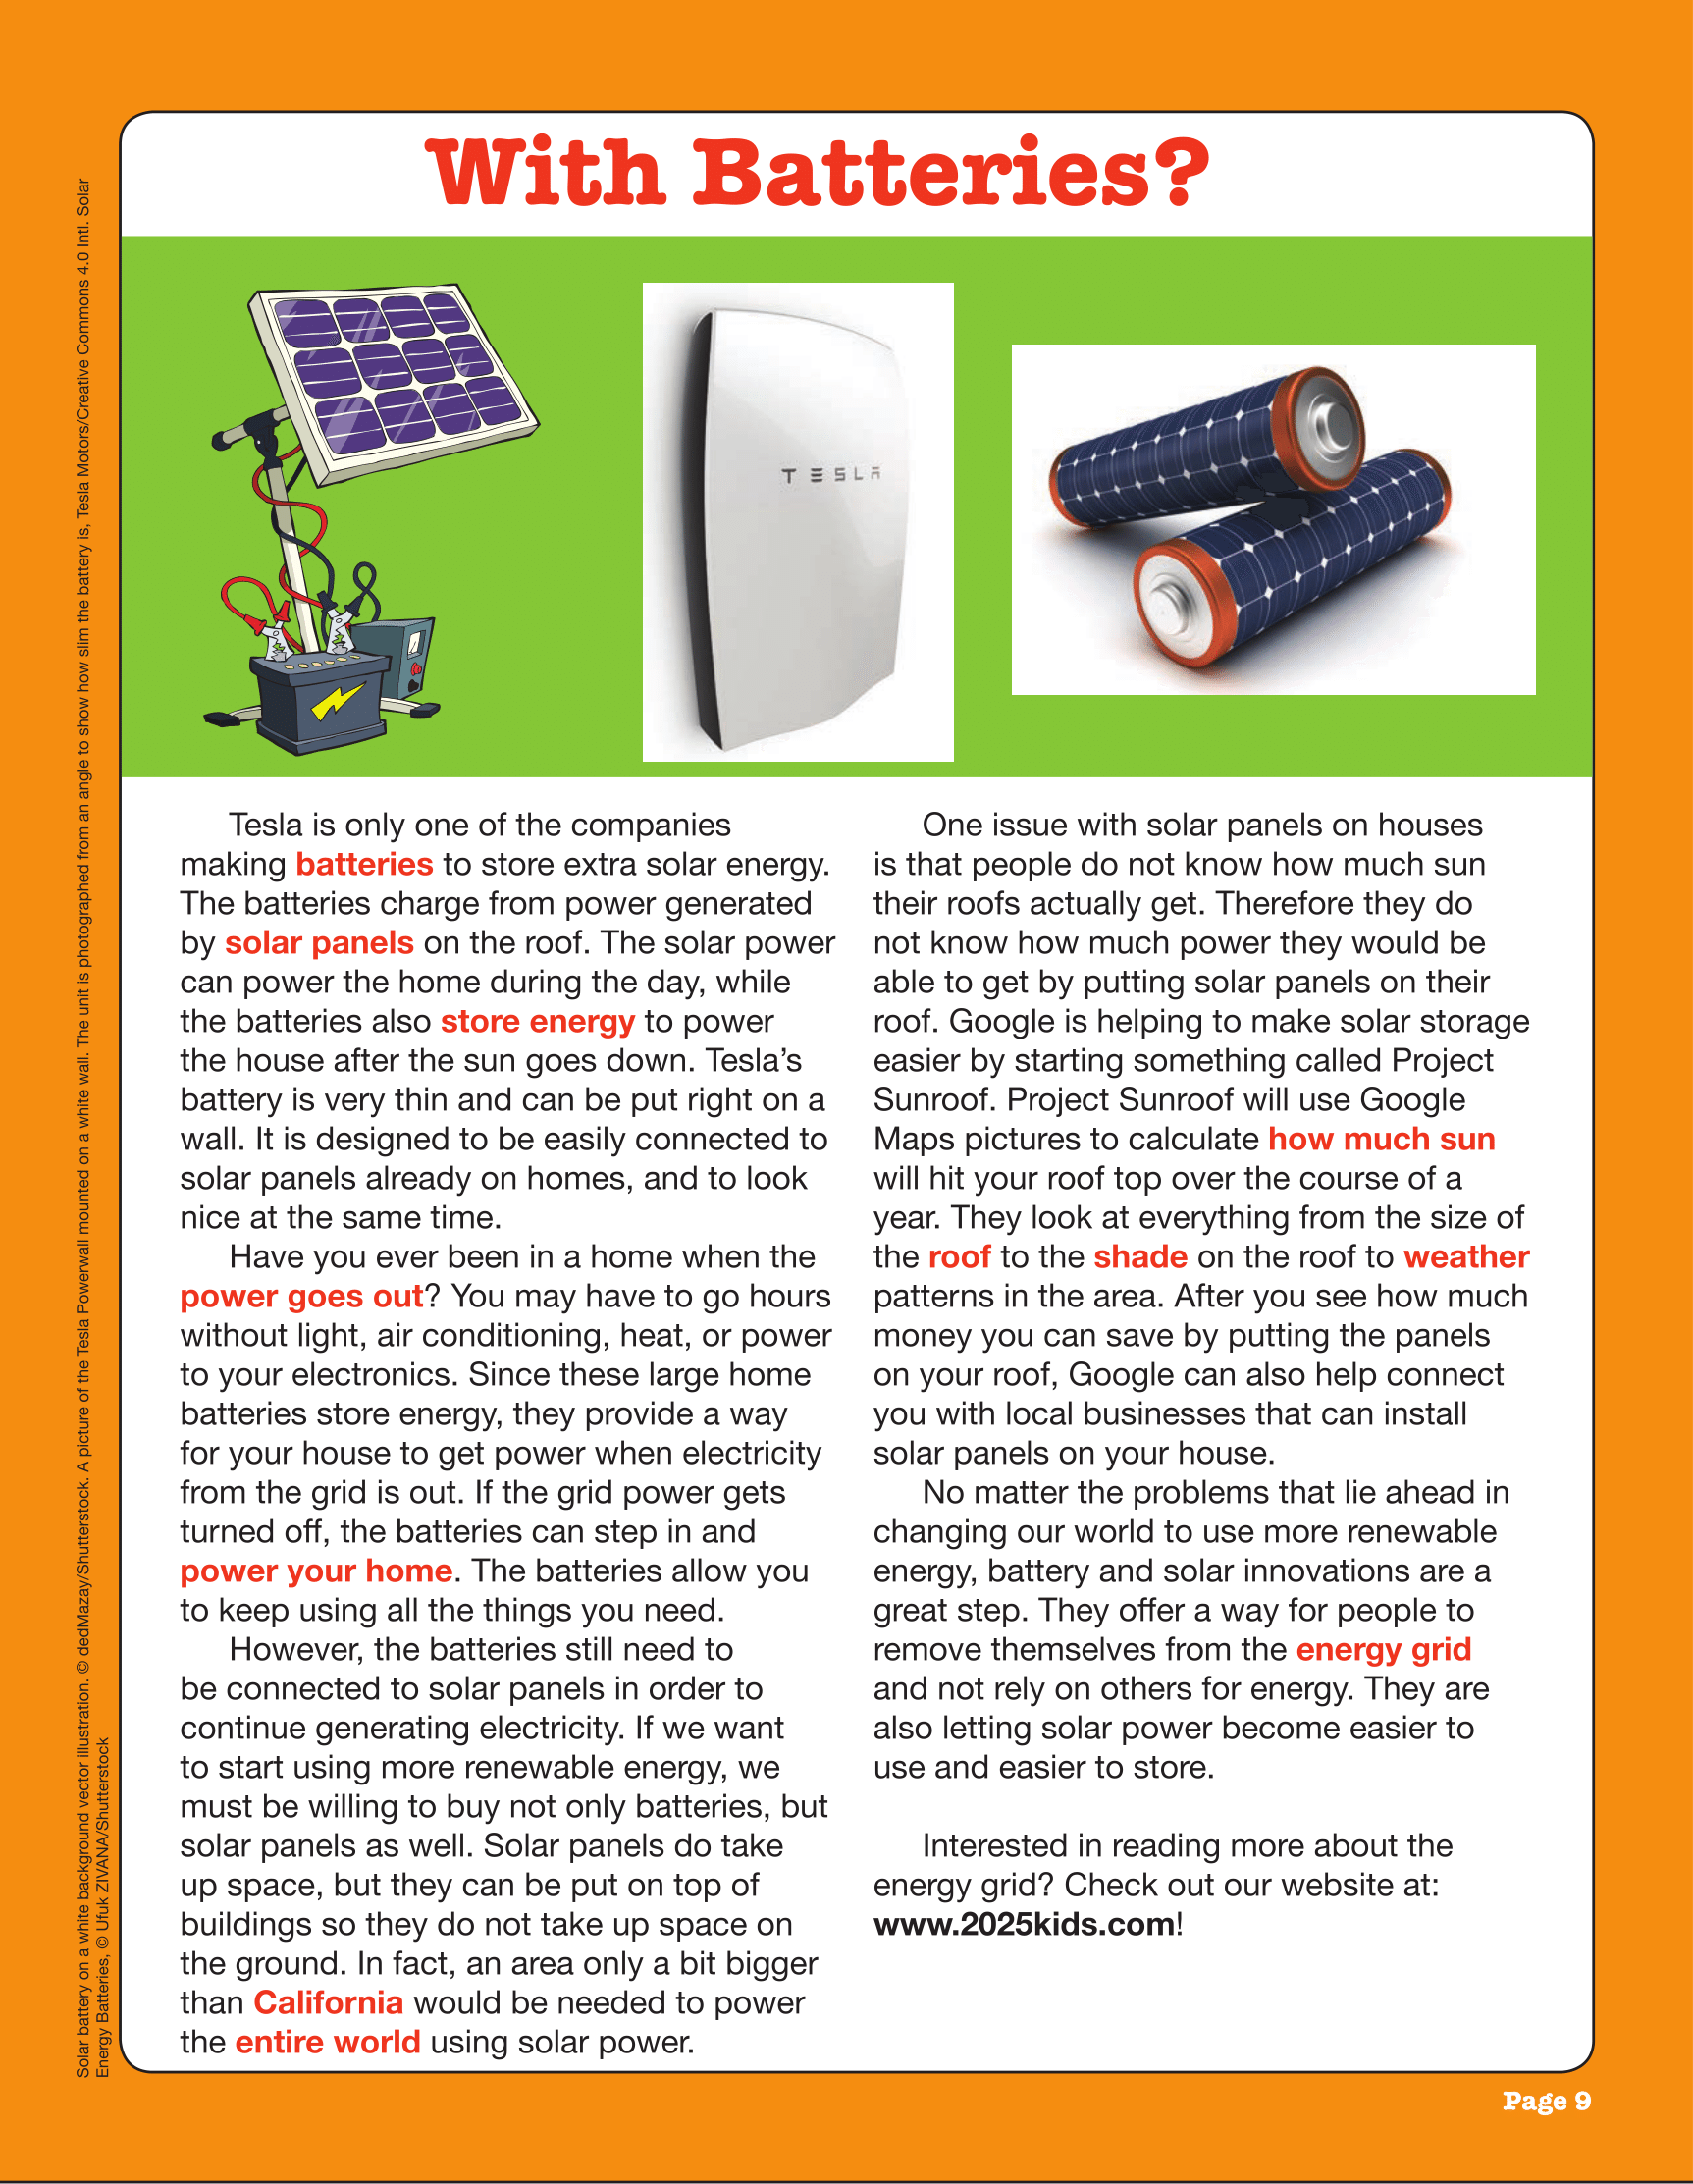 With Batteries?
T E S L A
Tesla is only one of the companies
making batteries to store extra solar energy.
The batteries charge from power generated
by solar panels on the roof. The solar power
can power the home during the day, while
the batteries also store energy to power
the house after the sun goes down. Tesla’s
battery is very thin and can be put right on a
wall. It is designed to be easily connected to
solar panels already on homes, and to look
nice at the same time.
Have you ever been in a home when the
power goes out? You may have to go hours
without light, air conditioning, heat, or power
to your electronics. Since these large home
batteries store energy, they provide a way
for your house to get power when electricity
from the grid is out. If the grid power gets
turned off, the batteries can step in and
power your home. The batteries allow you
to keep using all the things you need.
However, the batteries still need to
be connected to solar panels in order to
continue generating electricity. If we want
to start using more renewable energy, we
must be willing to buy not only batteries, but
solar panels as well. Solar panels do take
up space, but they can be put on top of
buildings so they do not take up space on
the ground. In fact, an area only a bit bigger
than California would be needed to power
the entire world using solar power.
One issue with solar panels on houses
is that people do not know how much sun
their roofs actually get. Therefore they do
not know how much power they would be
able to get by putting solar panels on their
roof. Google is helping to make solar storage
easier by starting something called Project
Sunroof. Project Sunroof will use Google
Maps pictures to calculate how much sun
will hit your roof top over the course of a
year. They look at everything from the size of
the roof to the shade on the roof to weather
patterns in the area. After you see how much
money you can save by putting the panels
on your roof, Google can also help connect
you with local businesses that can install
solar panels on your house.
No matter the problems that lie ahead in
changing our world to use more renewable
energy, battery and solar innovations are a
great step. They offer a way for people to
remove themselves from the energy grid
and not rely on others for energy. They are
also letting solar power become easier to
use and easier to store.
Interested in reading more about the
energy grid? Check out our website at:
www.2025kids.com!
Solar battery on a white background vector illustration. © dedMazay/Shutterstock. A picture of the Tesla Powerwall mounted on a white wall. The unit is photographed from an angle to show how slim the battery is, Tesla Motors/Creative Commons 4.0 Intl. Solar
Energy Batteries, © Ufuk ZIVANA/Shutterstock
Page 9